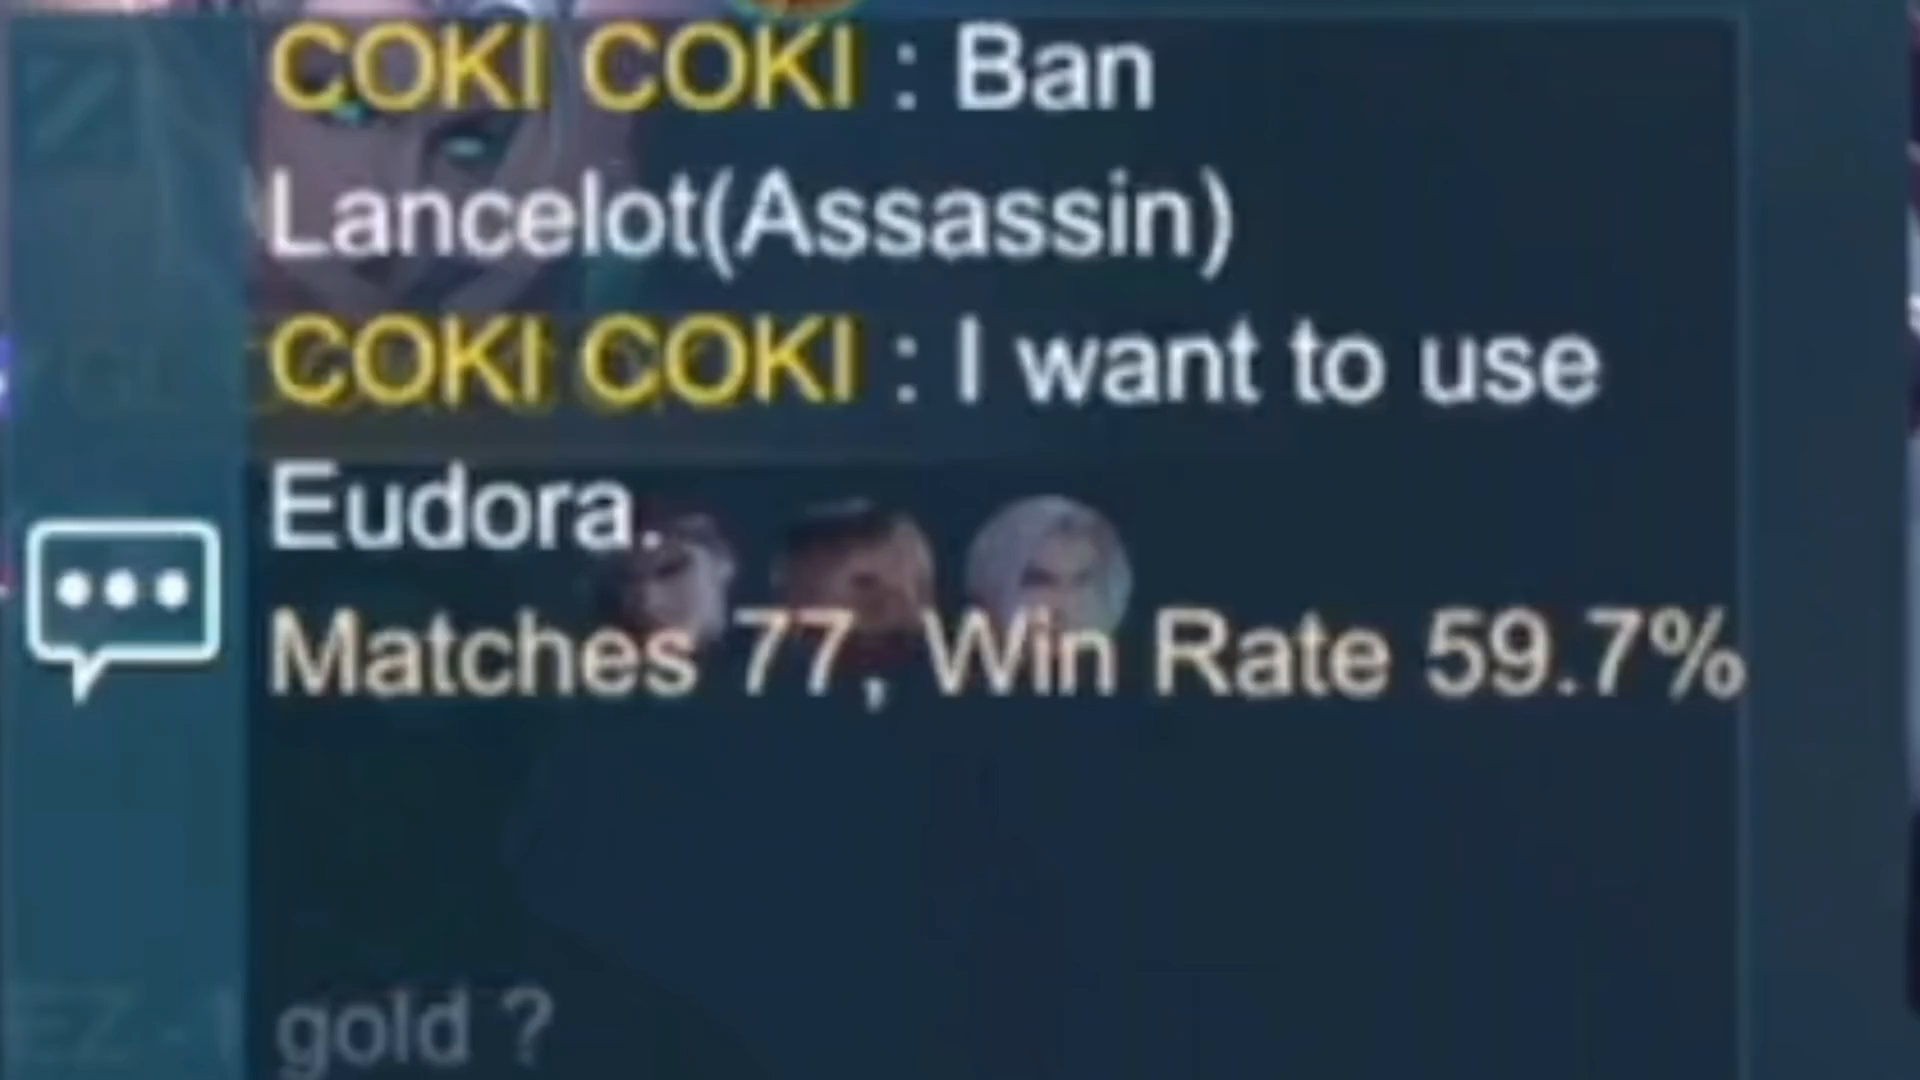 COKI COKI : Ban
Lancelot(Assassin)
COKI COKI : I want to use
Eudora.
Matches 77, Win Rate 59.7%
gold ?